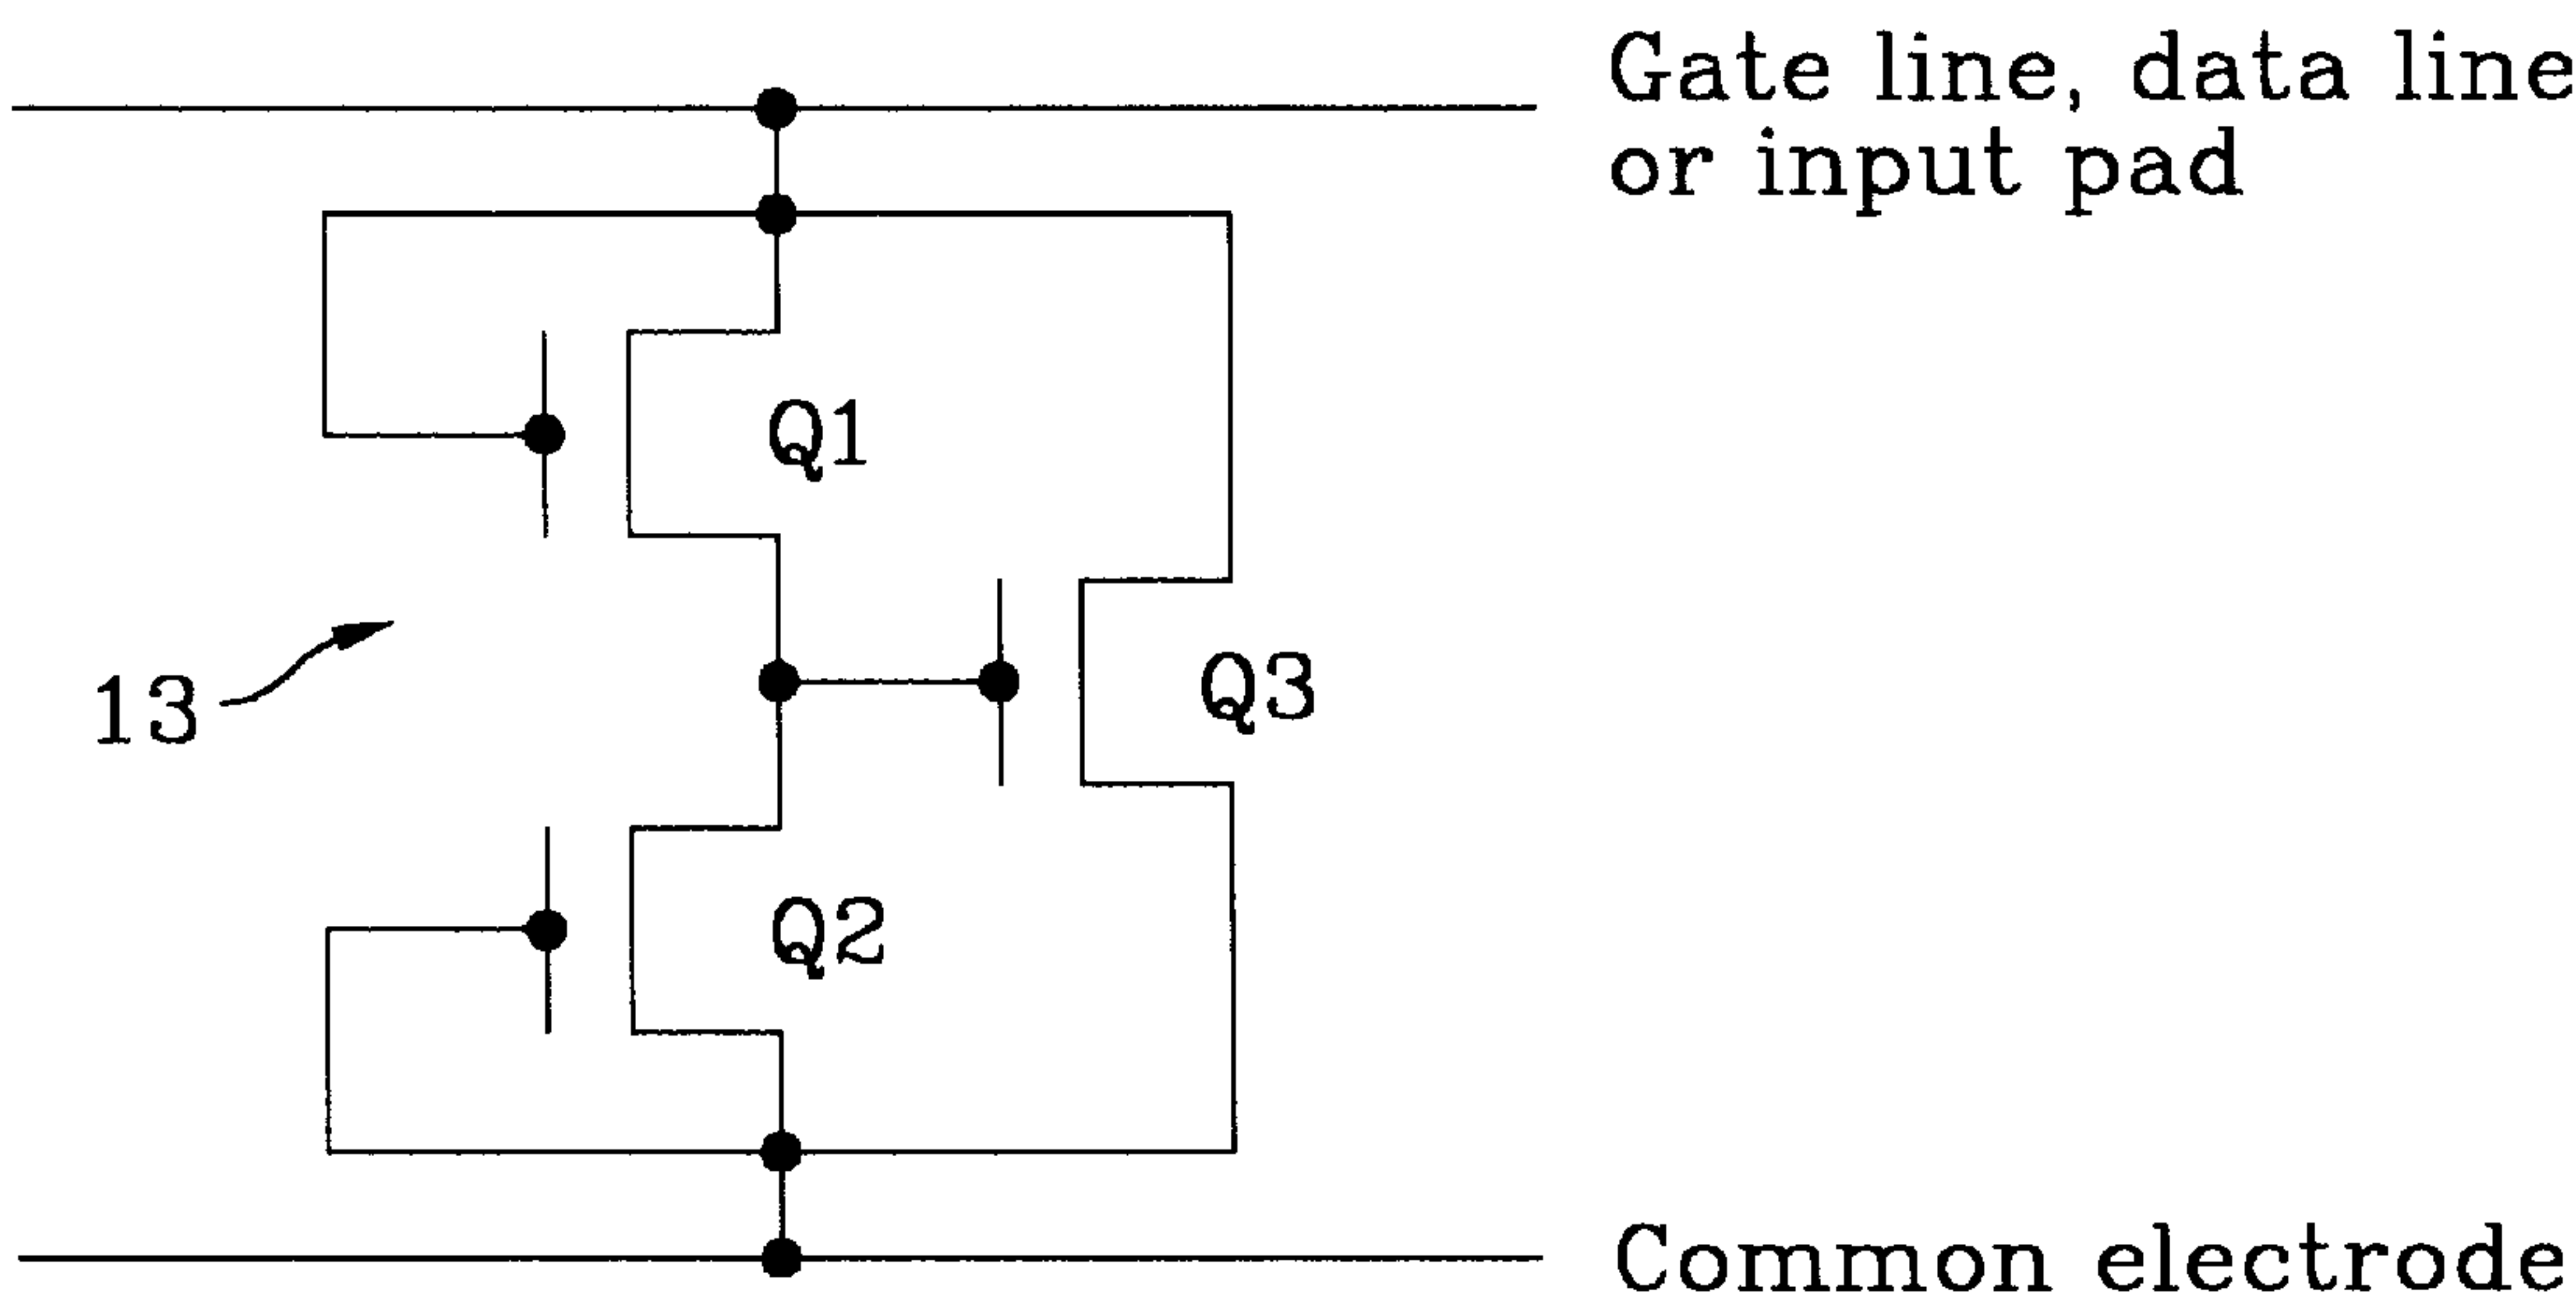 Gate line, data line
or input pad
Q1
13
Q3
Q2
Common electrode